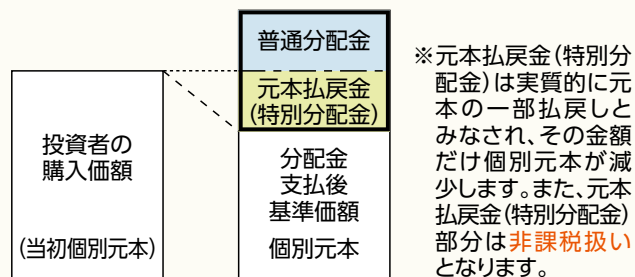 普通分配金
元本払戻金
(特別分配金)
投資者の
購入価額
(当初個別元本)
分配金
支払後
基準価額
個別元本
※元本払戻金(特別分
配金)は実質的に元
本の一部払戻しと
みなされ、その金額
だけ個別元本が減
少します。また、元本
払戻金(特別分配金)
部分は非課税扱い
となります。